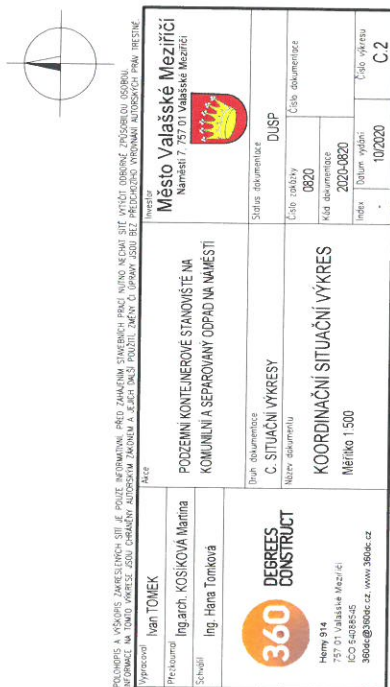 POLOHOPIS A VÝŠKOPIS ZAKRESLENÝCH SÍTÍ JE POUZE INFORMATIVNÍ, PŘED ZAHÁJENÍM STAVEBNÍCH PRACÍ NUTNO NECHAT SÍTĚ VYTÝČIT ODBORNĚ ZPŮSOBILOU OSOBOU.
INFORMACE NA TOMTO VÝKRESE JSOU CHRÁNĚNY AUTORSKÝM ZÁKONEM A JEJICH DALŠÍ POUŽITÍ, ZMĚNY ČI ÚPRAVY JSOU BEZ PŘEDCHOZÍHO VYROVNÁNÍ AUTORSKÝCH PRÁV TRESTNÉ.
Vypracoval
Ivan TOMEK
Přezkoumal
Ing.arch. KOSÍKOVÁ Martina
Schválil
Ing. Hana Tomková
360 DEGREES
CONSTRUCT
Hemy 914
757 01 Valašské Meziříčí
IČO 64088545
360dc@360dc.cz, www.360dc.cz
Akce
PODZEMNÍ KONTEJNEROVÉ STANOVIŠTĚ NA
KOMUNILNÍ A SEPAROVANÝ ODPAD NA NÁMĚSTÍ
Druh dokumentace
C. SITUAČNÍ VÝKRESY
Název dokumentu
KOORDINAČNÍ SITUAČNÍ VÝKRES
Měřítko 1:500
Investor
Město Valašské Meziříčí
Náměstí 7, 757 01 Valašské Meziříčí
Status dokumentace
DUSP
Číslo zakázky
0820
Číslo dokumentace
Kód dokumentace
2020-0820
Index
-
Datum vydání
10/2020
Číslo výkresu
C.2